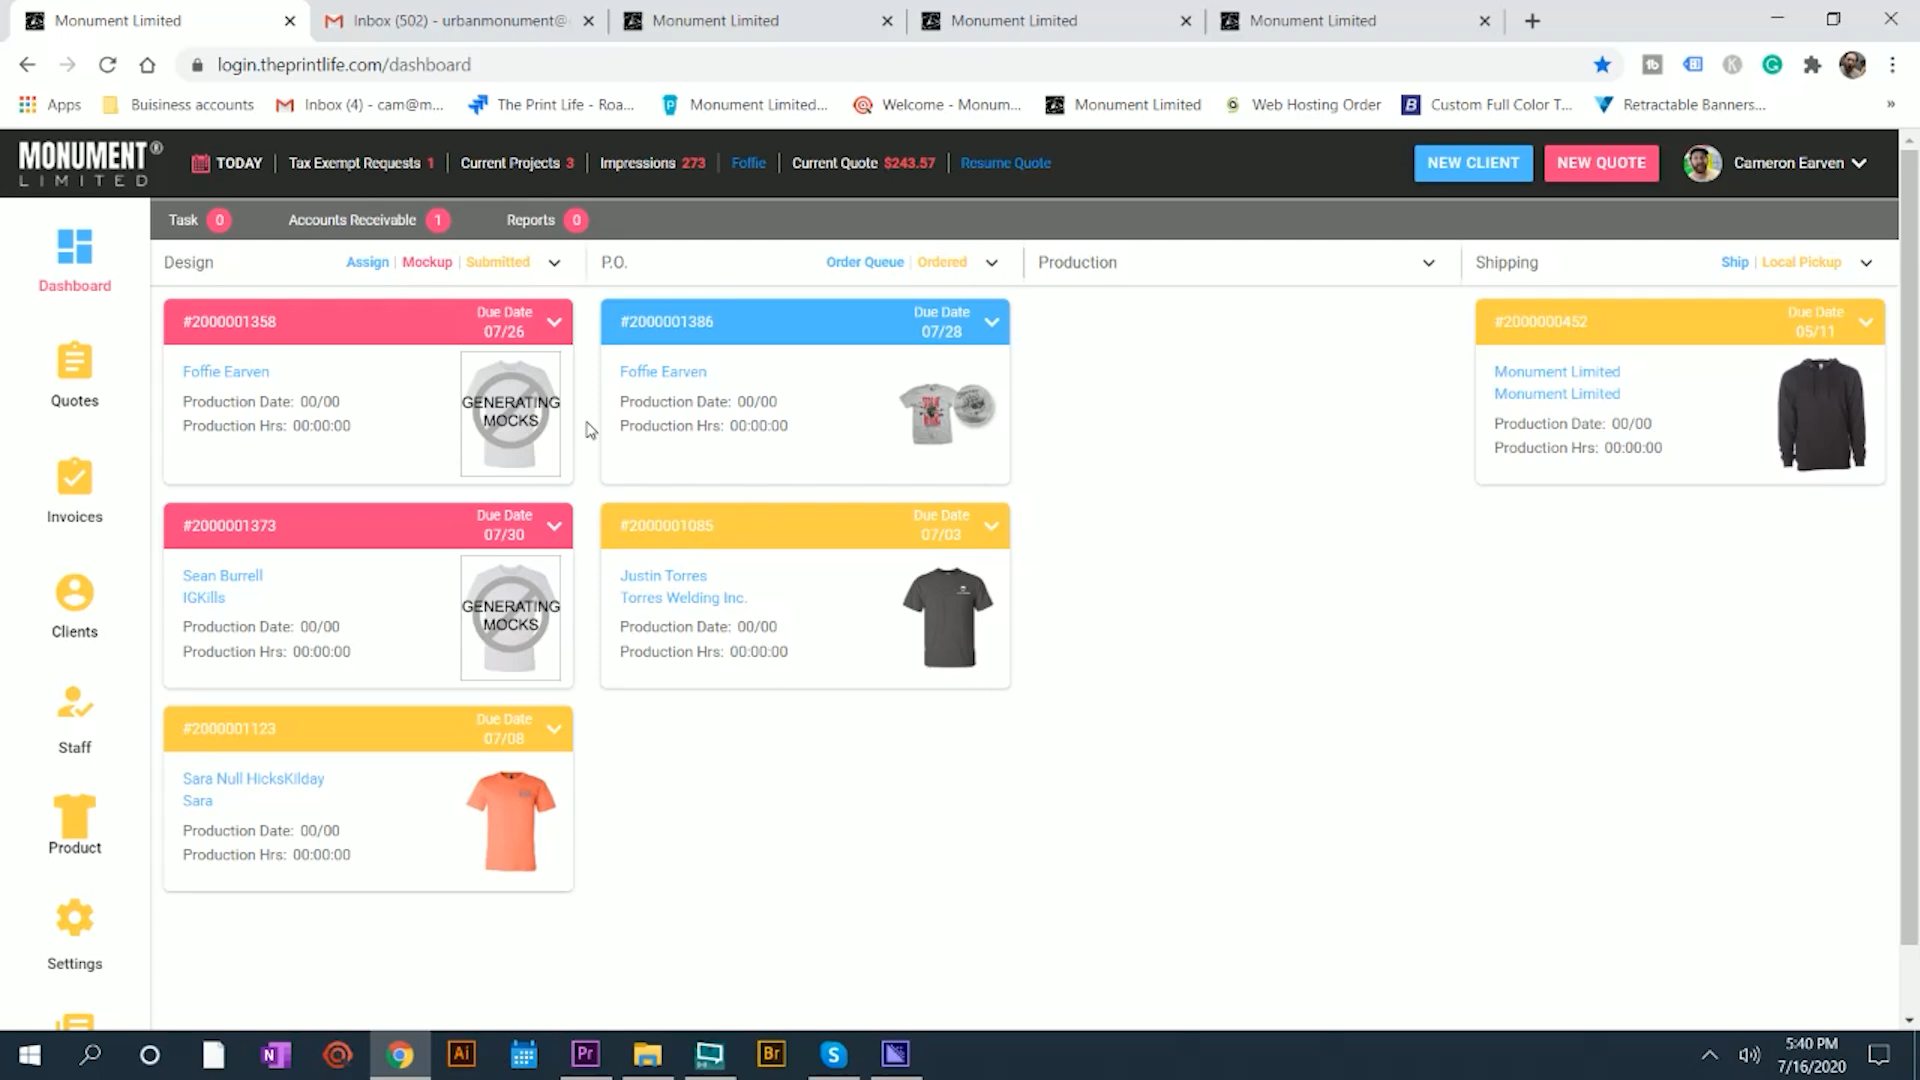 Monument Limited
Inbox (502) - urbanmonument@
Monument Limited
Monument Limited
Monument Limited
login.theprintlife.com/dashboard
Apps
Buisiness accounts
Inbox (4) - cam@m...
The Print Life - Roa...
Monument Limited...
Welcome - Monum...
Monument Limited
Web Hosting Order
Custom Full Color T...
Retractable Banners...
»
MONUMENT®
LIMITED
TODAY
Tax Exempt Requests 1
Current Projects 3
Impressions 273
Foffie
Current Quote $243.57
Resume Quote
NEW CLIENT
NEW QUOTE
Cameron Earven
Task 0
Accounts Receivable 1
Reports 0
Dashboard
Quotes
Invoices
Clients
Staff
Product
Settings
Design
Assign | Mockup | Submitted
P.O.
Order Queue | Ordered
Production
Shipping
Ship | Local Pickup
#2000001358
Due Date
07/26
Foffie Earven
Production Date: 00/00
Production Hrs: 00:00:00
GENERATING
MOCKS
#2000001373
Due Date
07/30
Sean Burrell
IGKills
Production Date: 00/00
Production Hrs: 00:00:00
GENERATING
MOCKS
#2000001123
Due Date
07/08
Sara Null HicksKilday
Sara
Production Date: 00/00
Production Hrs: 00:00:00
#2000001386
Due Date
07/28
Foffie Earven
Production Date: 00/00
Production Hrs: 00:00:00
#2000001085
Due Date
07/03
Justin Torres
Torres Welding Inc.
Production Date: 00/00
Production Hrs: 00:00:00
#2000000452
Due Date
05/11
Monument Limited
Monument Limited
Production Date: 00/00
Production Hrs: 00:00:00
N
Ai
Pr
Br
S
5:40 PM
7/16/2020